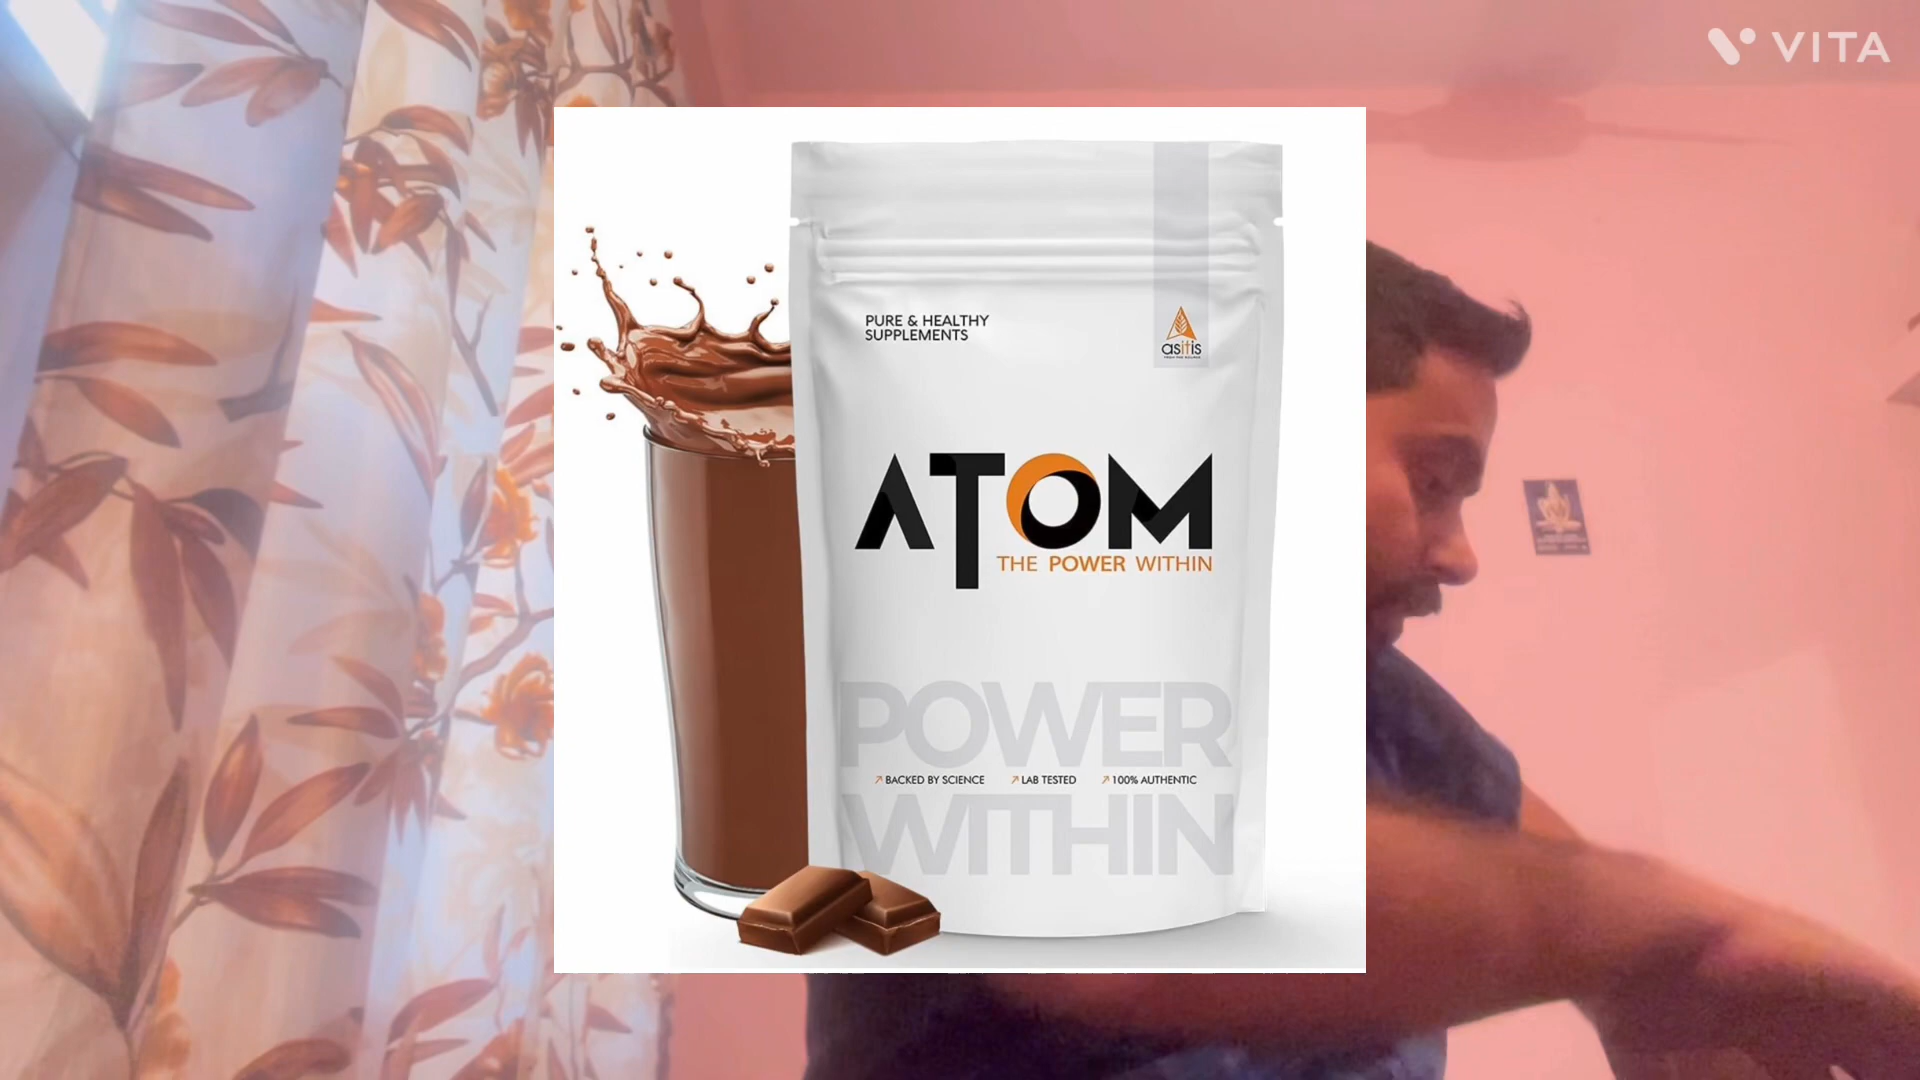 VITA
PURE & HEALTHY
SUPPLEMENTS
asitis
ATOM
THE POWER WITHIN
POWER
BACKED BY SCIENCE LAB TESTED 100% AUTHENTIC
WITHIN